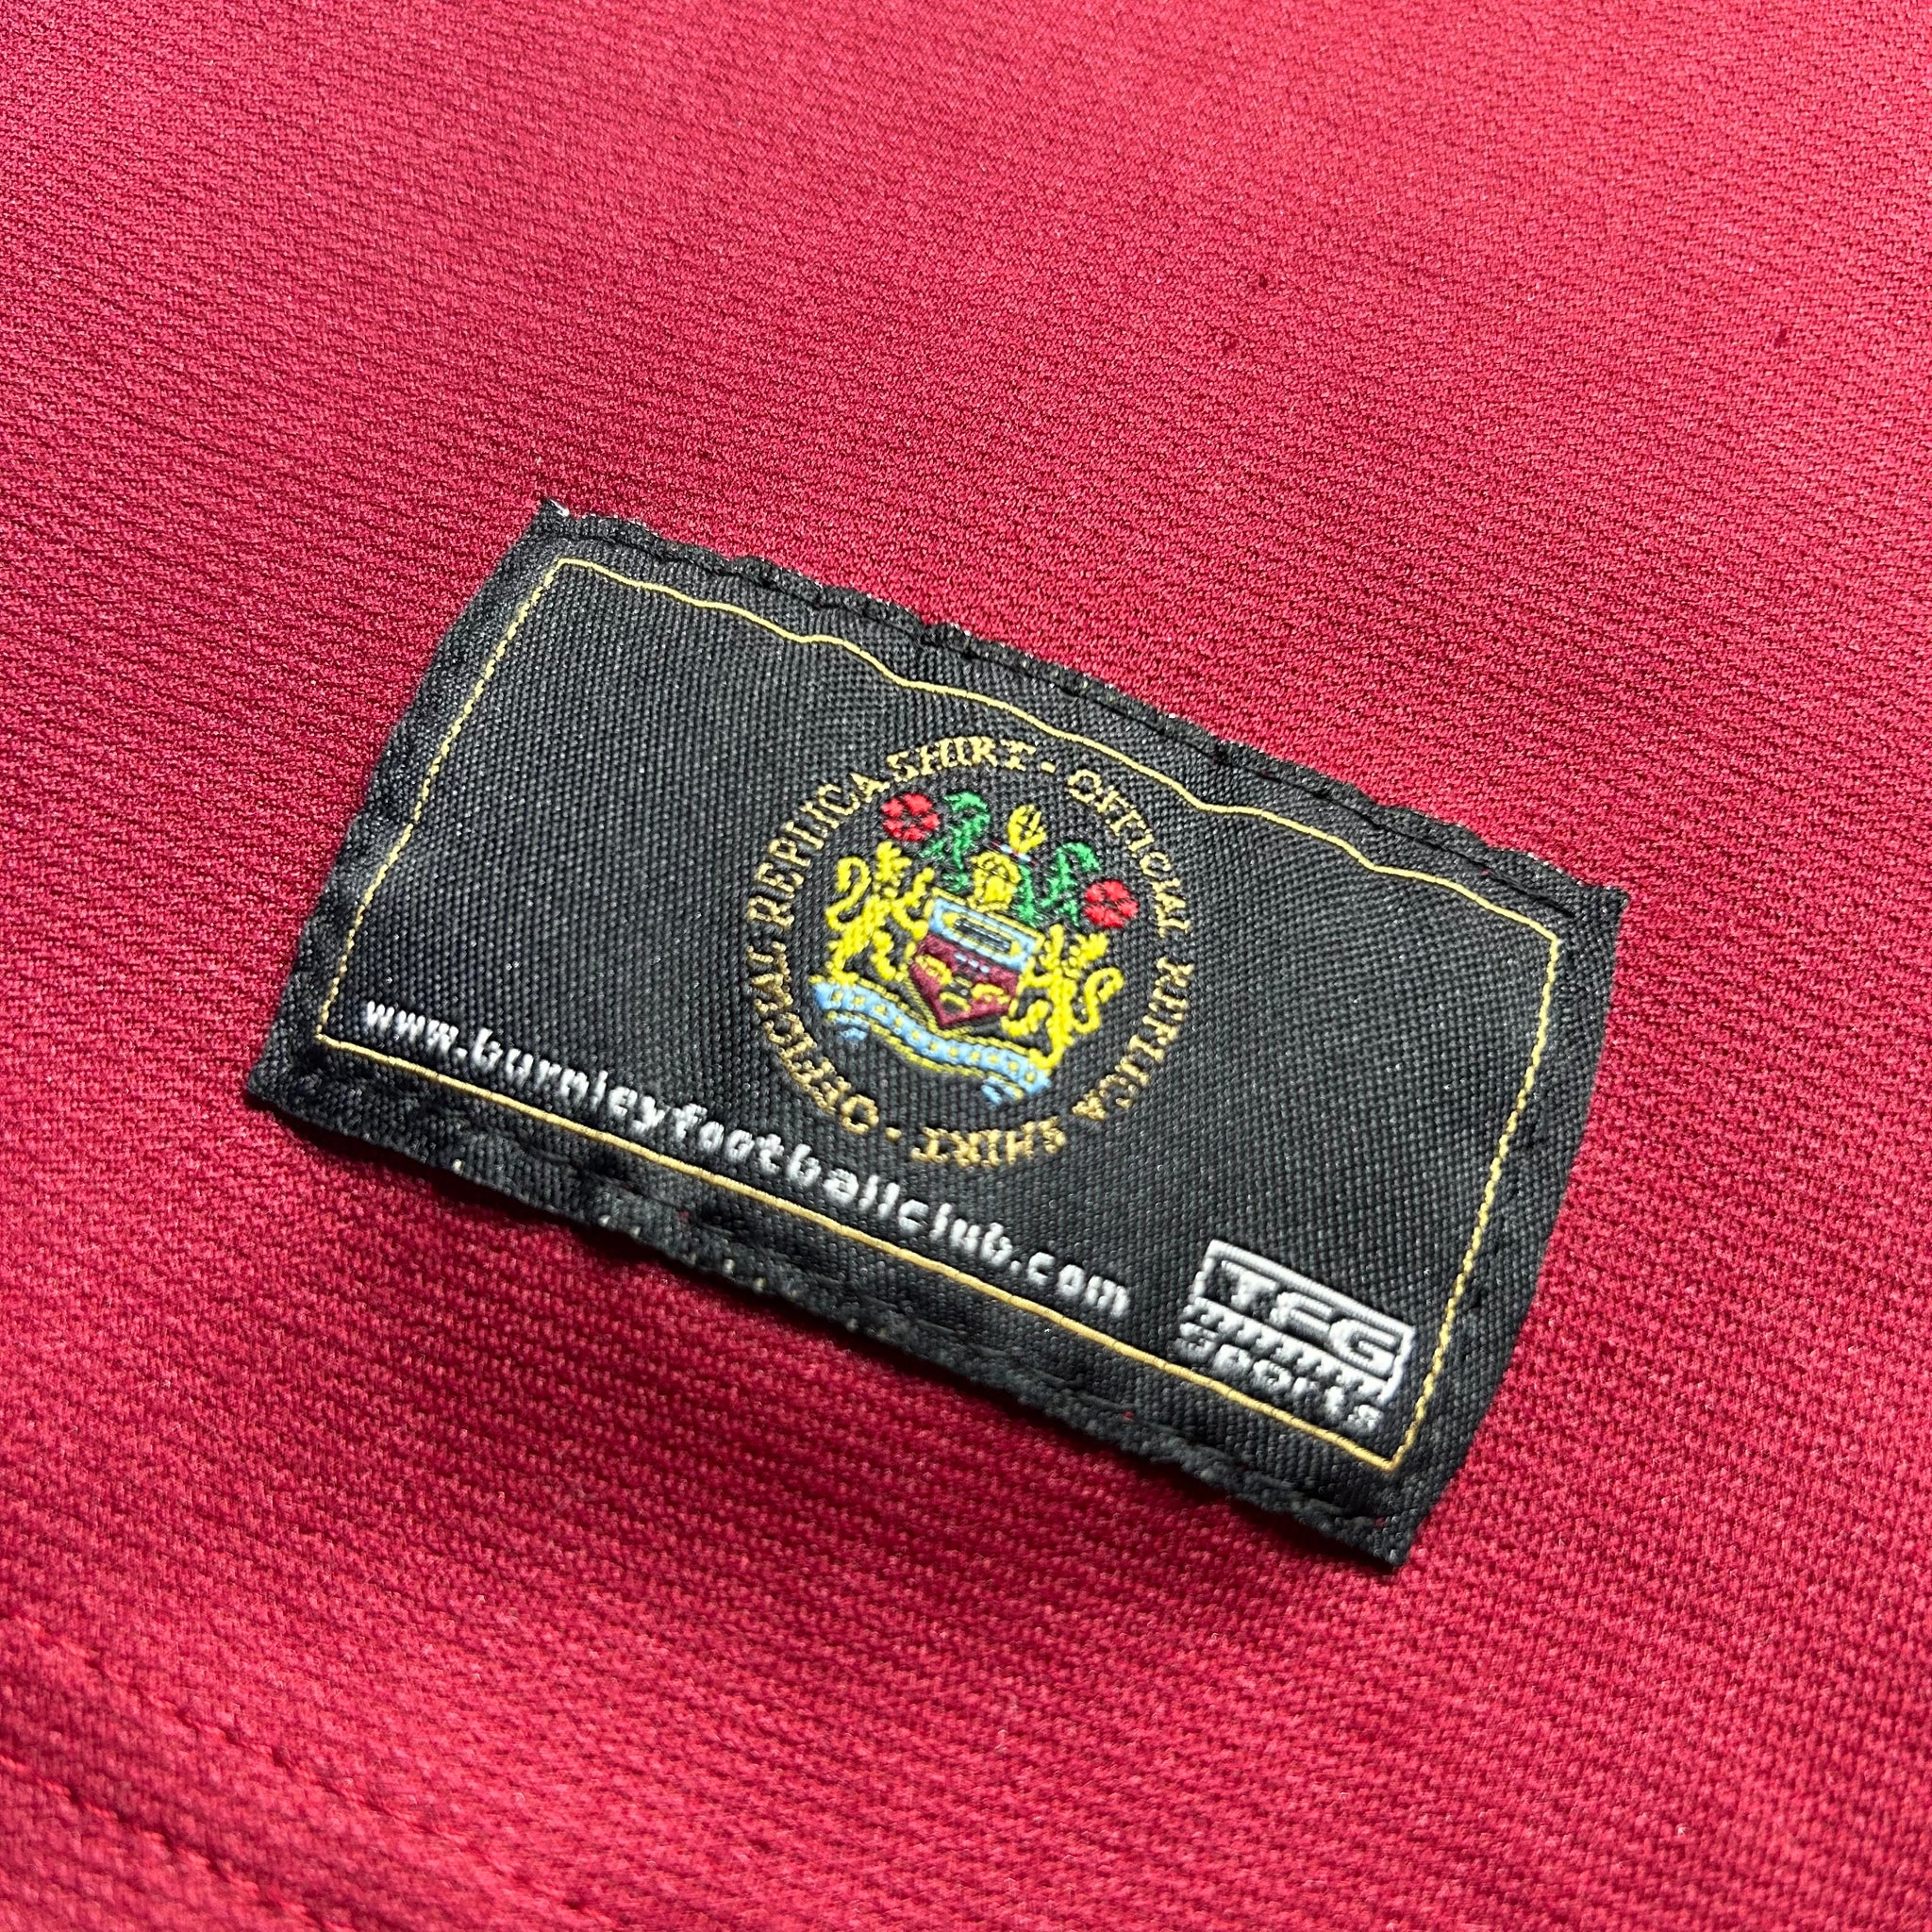 OFFICIAL REPLICA SHIRT · OFFICIAL REPLICA SHIRT ·
www.burnleyfootballclub.com
TFG
sports